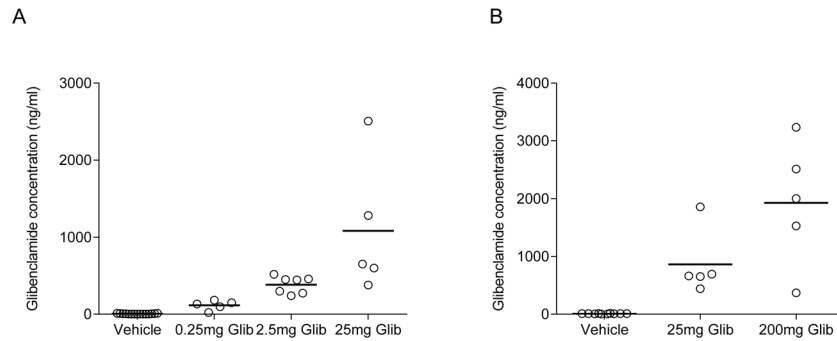 A
Glibenclamide concentration (ng/ml)
3000
2000
1000
0
Vehicle 0.25mg Glib 2.5mg Glib 25mg Glib
B
Glibenclamide concentration (ng/ml)
4000
3000
2000
1000
0
Vehicle 25mg Glib 200mg Glib